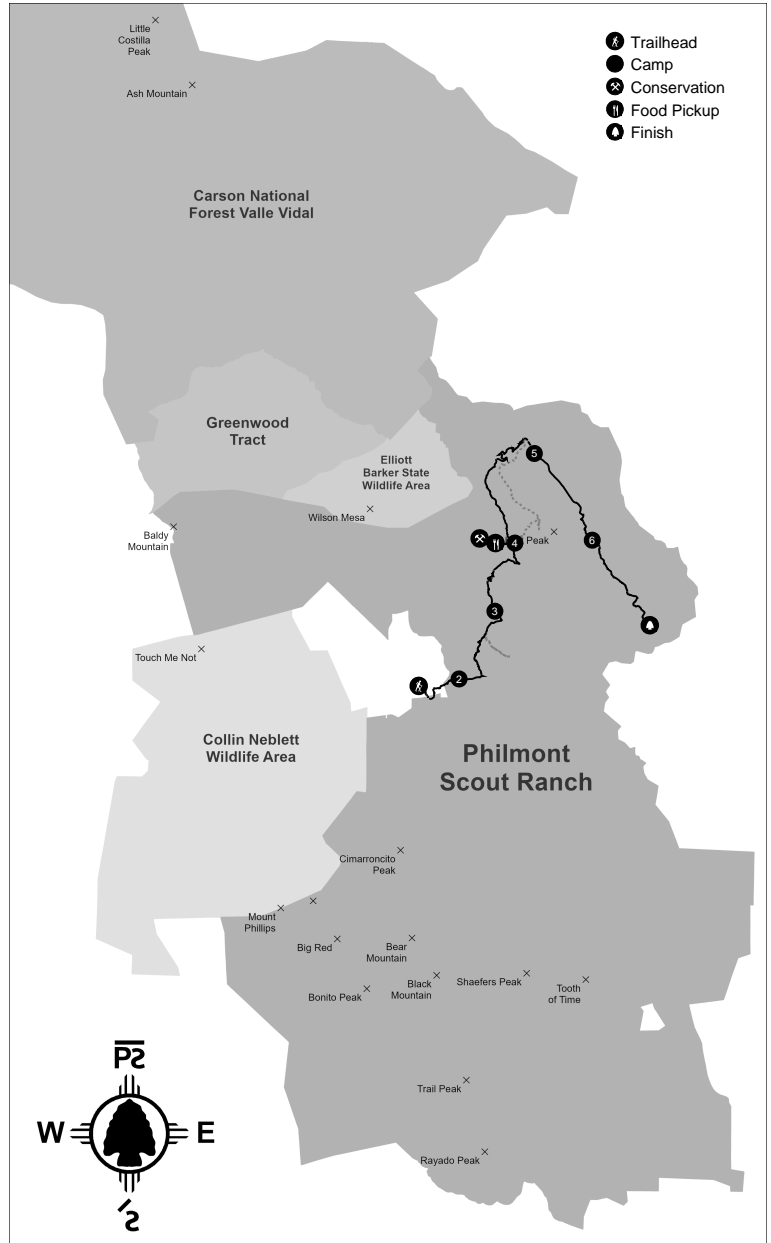 Little
Costilla
Peak
Ash Mountain
Trailhead
Camp
Conservation
Food Pickup
Finish
Carson National
Forest Valle Vidal
Greenwood
Tract
Elliott
Barker State
Wildlife Area
Wilson Mesa
Baldy
Mountain
5
4
Peak
6
3
Touch Me Not
2
Collin Neblett
Wildlife Area
Philmont
Scout Ranch
Cimarroncito
Peak
Mount
Phillips
Big Red
Bear
Mountain
Bonito Peak
Black
Mountain
Shaefers Peak
Tooth
of Time
Trail Peak
Rayado Peak
W
E